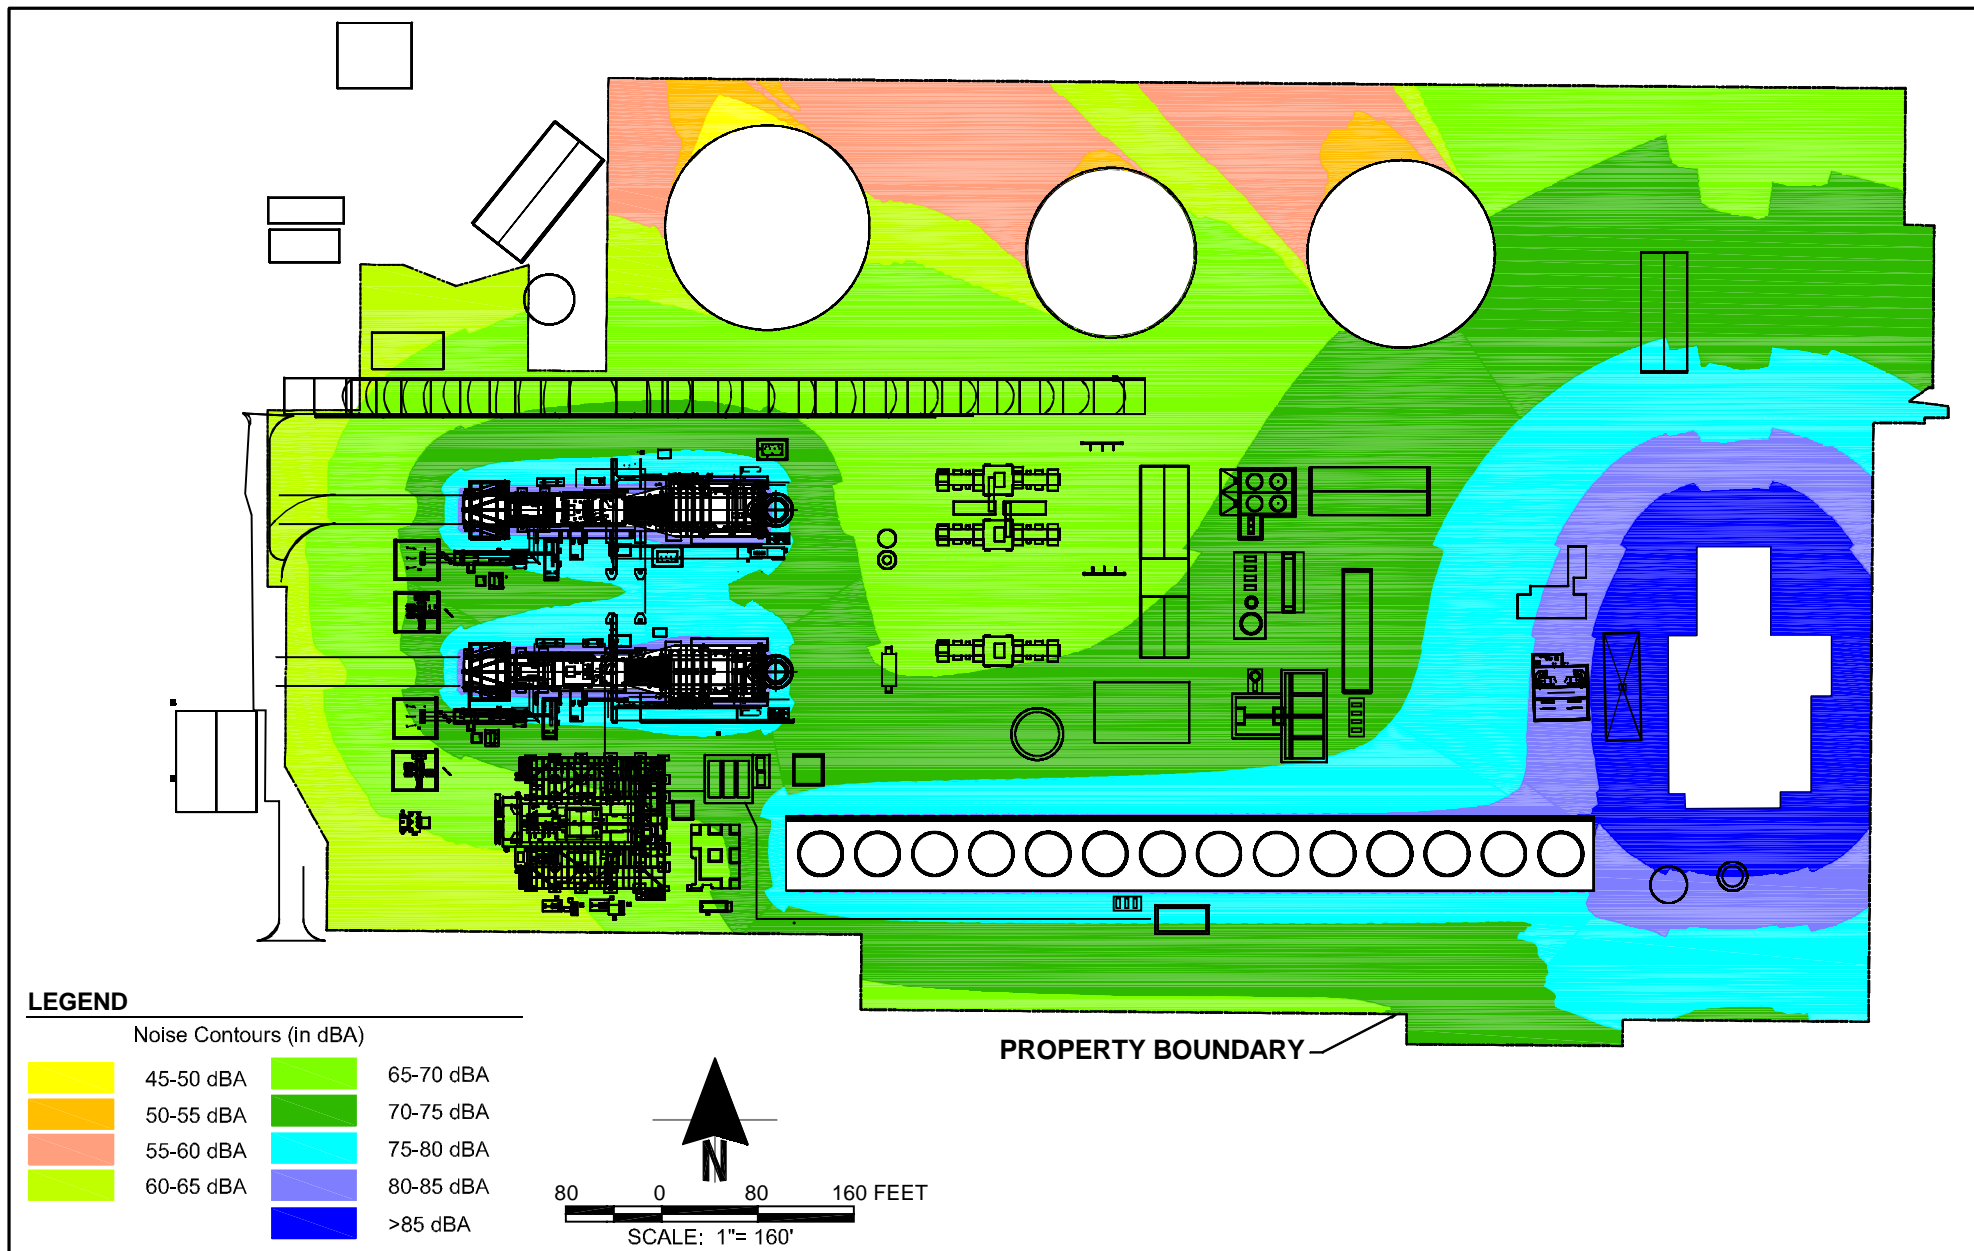 PROPERTY BOUNDARY
LEGEND
Noise Contours (in dBA)
45-50 dBA
50-55 dBA
55-60 dBA
60-65 dBA
65-70 dBA
70-75 dBA
75-80 dBA
80-85 dBA
>85 dBA
N
80 0 80 160 FEET
SCALE: 1"= 160'